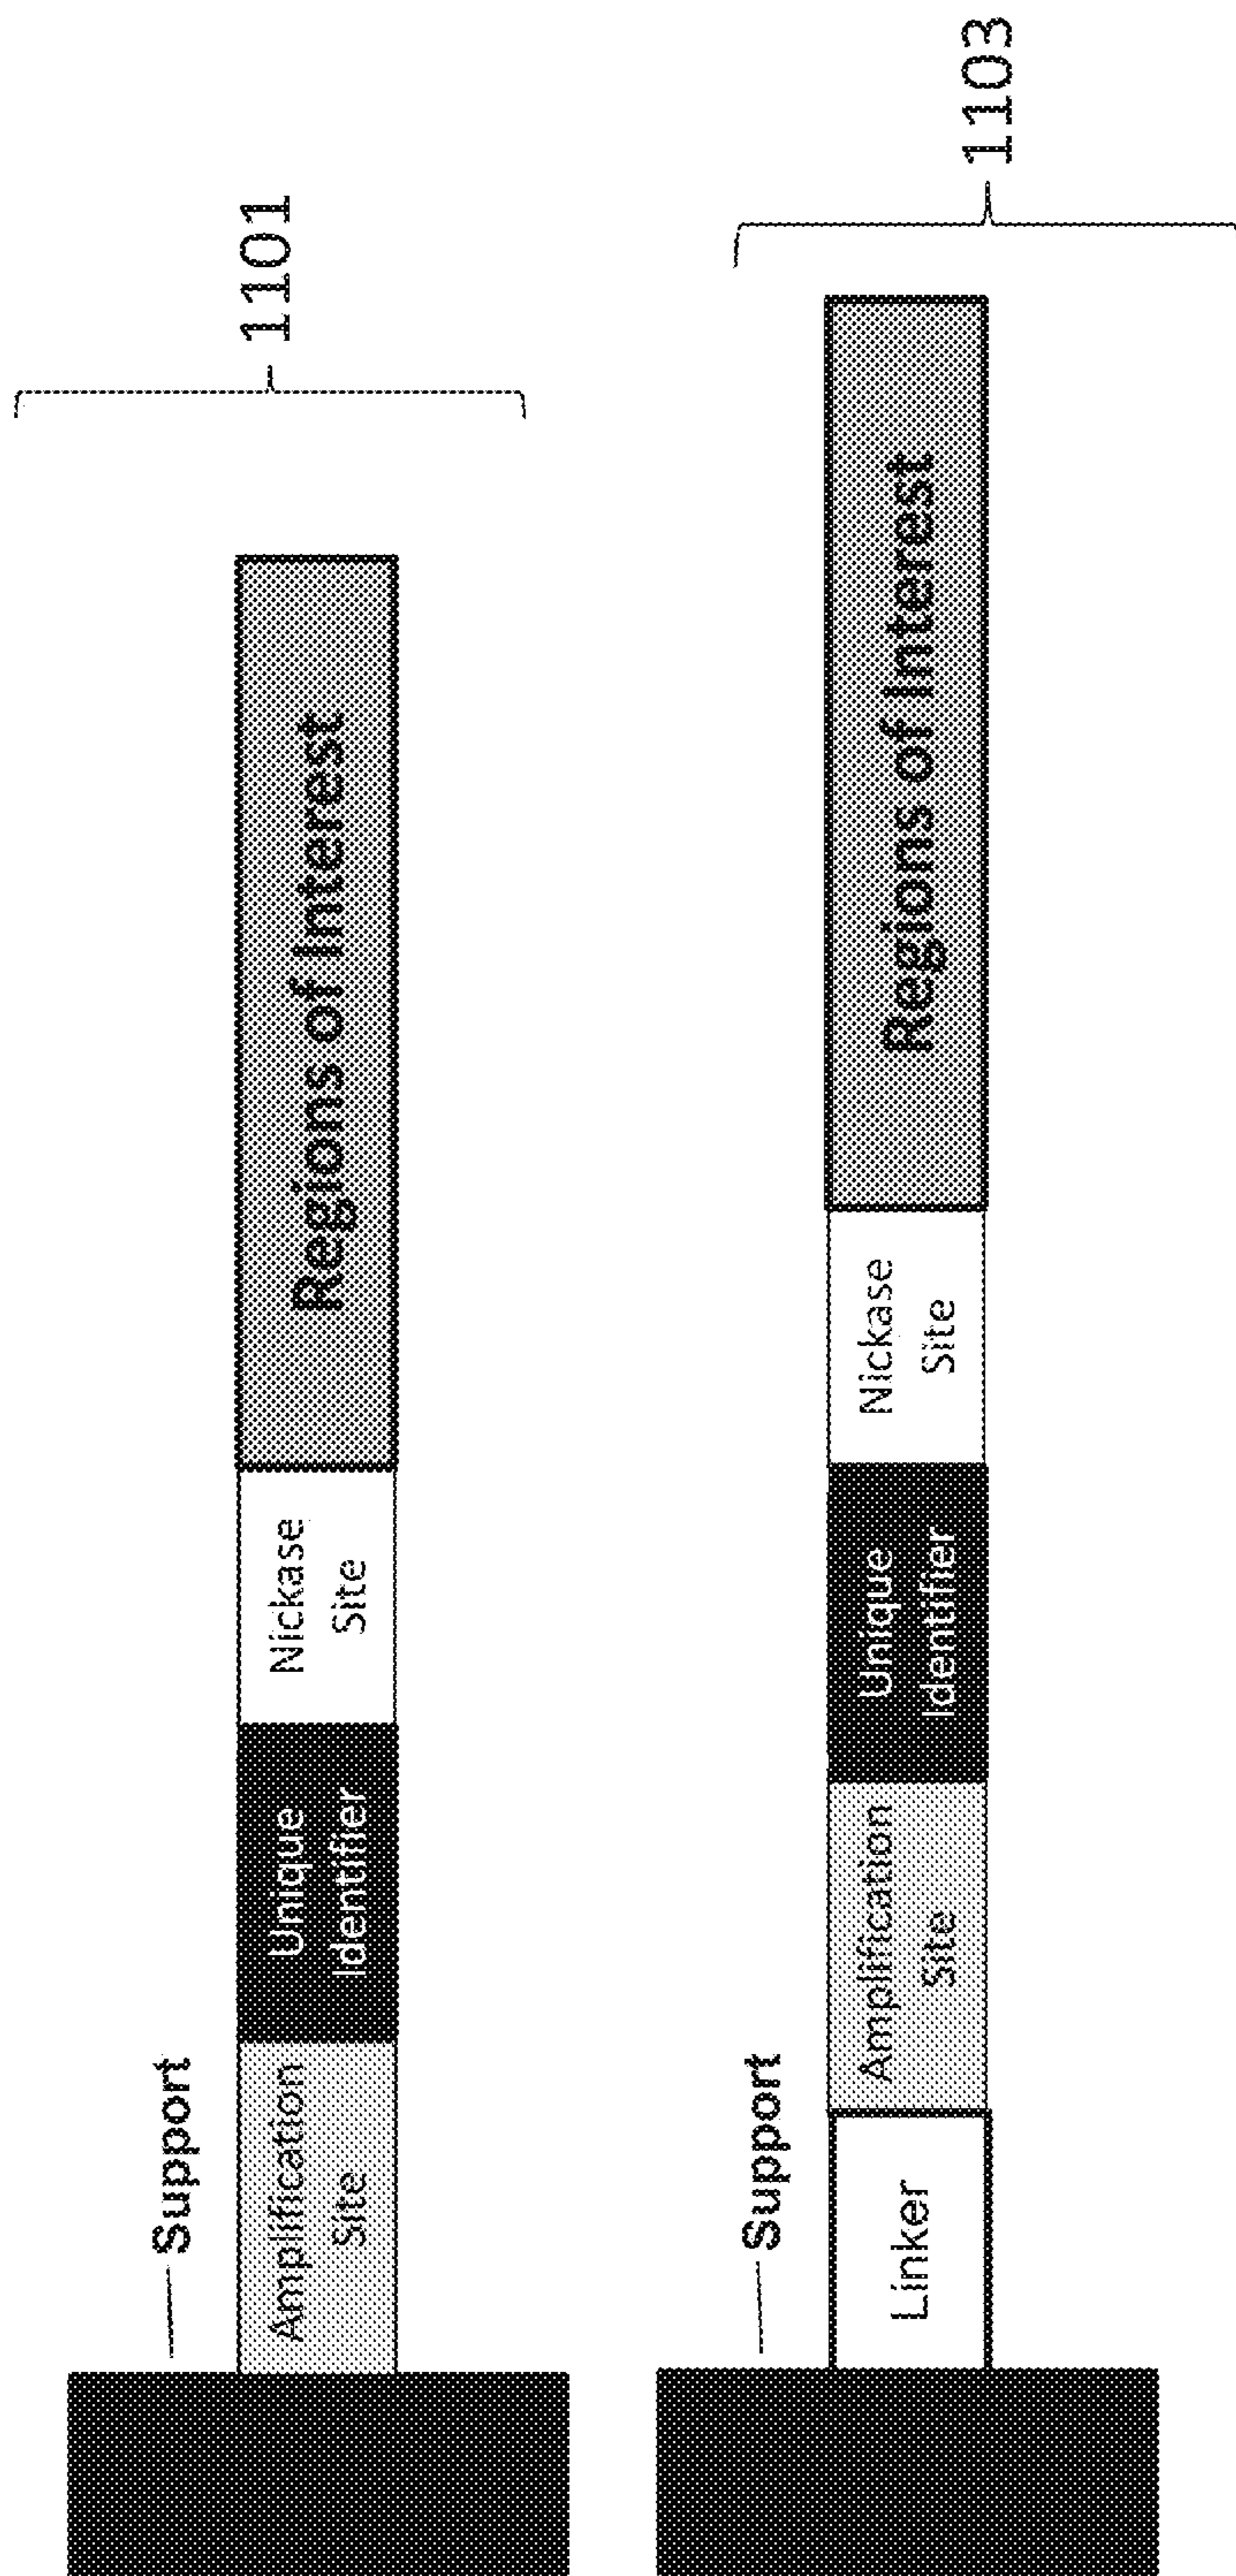 Support
Amplification
Site
Unique
Identifier
Nickase
Site
Regions of Interest
1101
Support
Linker
Amplification
Site
Unique
Identifier
Nickase
Site
Regions of Interest
1103